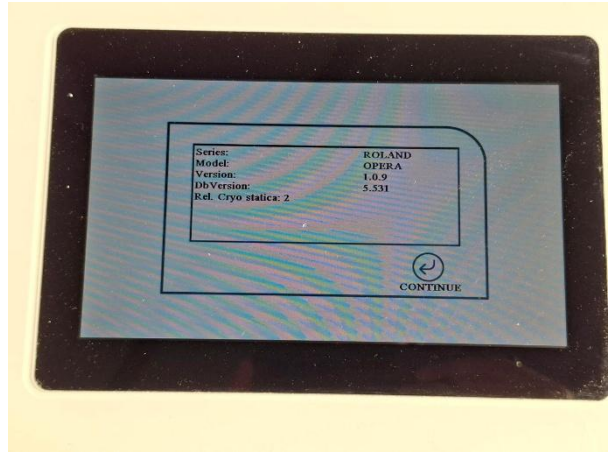 Series: ROLAND
Model: OPERA
Version: 1.0.9
DbVersion: 5.531
Rel. Cryo statica: 2
CONTINUE